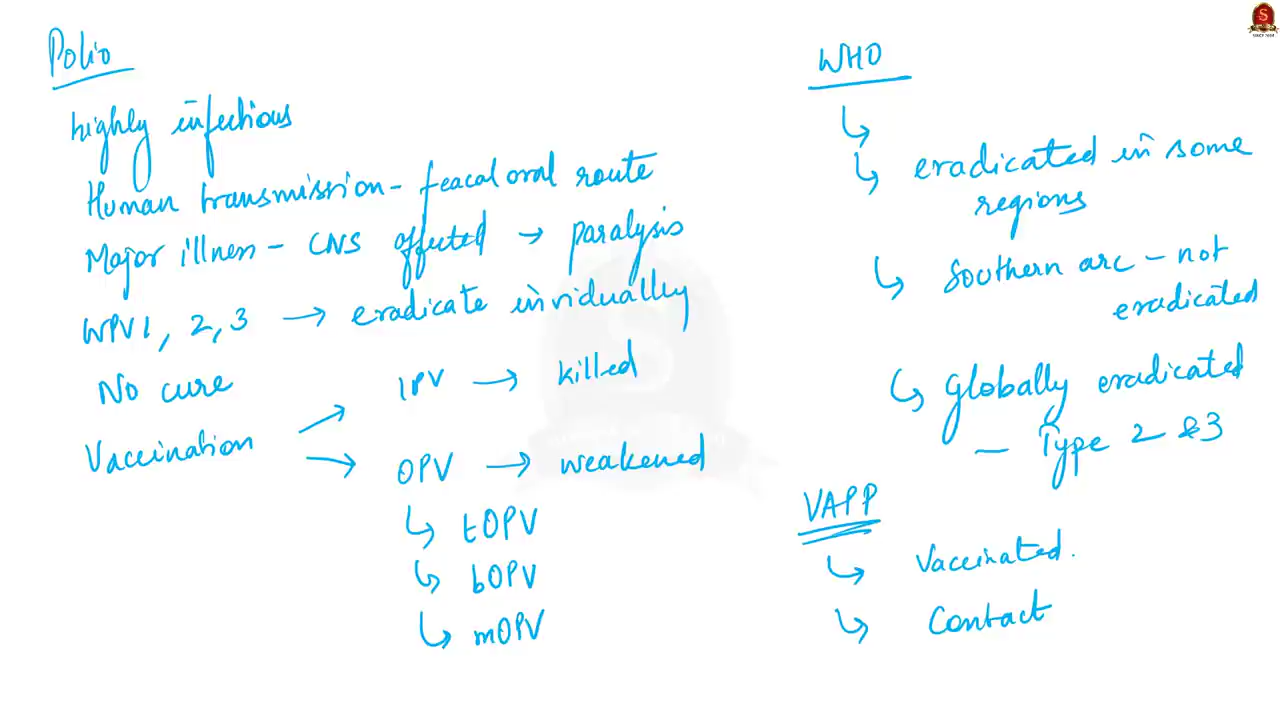 Polio
highly infectious
Human transmission - feacal oral route
Major illness - CNS affected → paralysis
WPV1, 2, 3 → eradicate invidually
No cure
Vaccination
IPV → killed
OPV → weakened
↳ tOPV
↳ bOPV
↳ mOPV
WHO
↳
↳ eradicated in some
regions
↳ Southern arc - not
eradicated
↳ Globally eradicated
- Type 2 & 3
VAPP
↳ Vaccinated.
↳ Contact
S